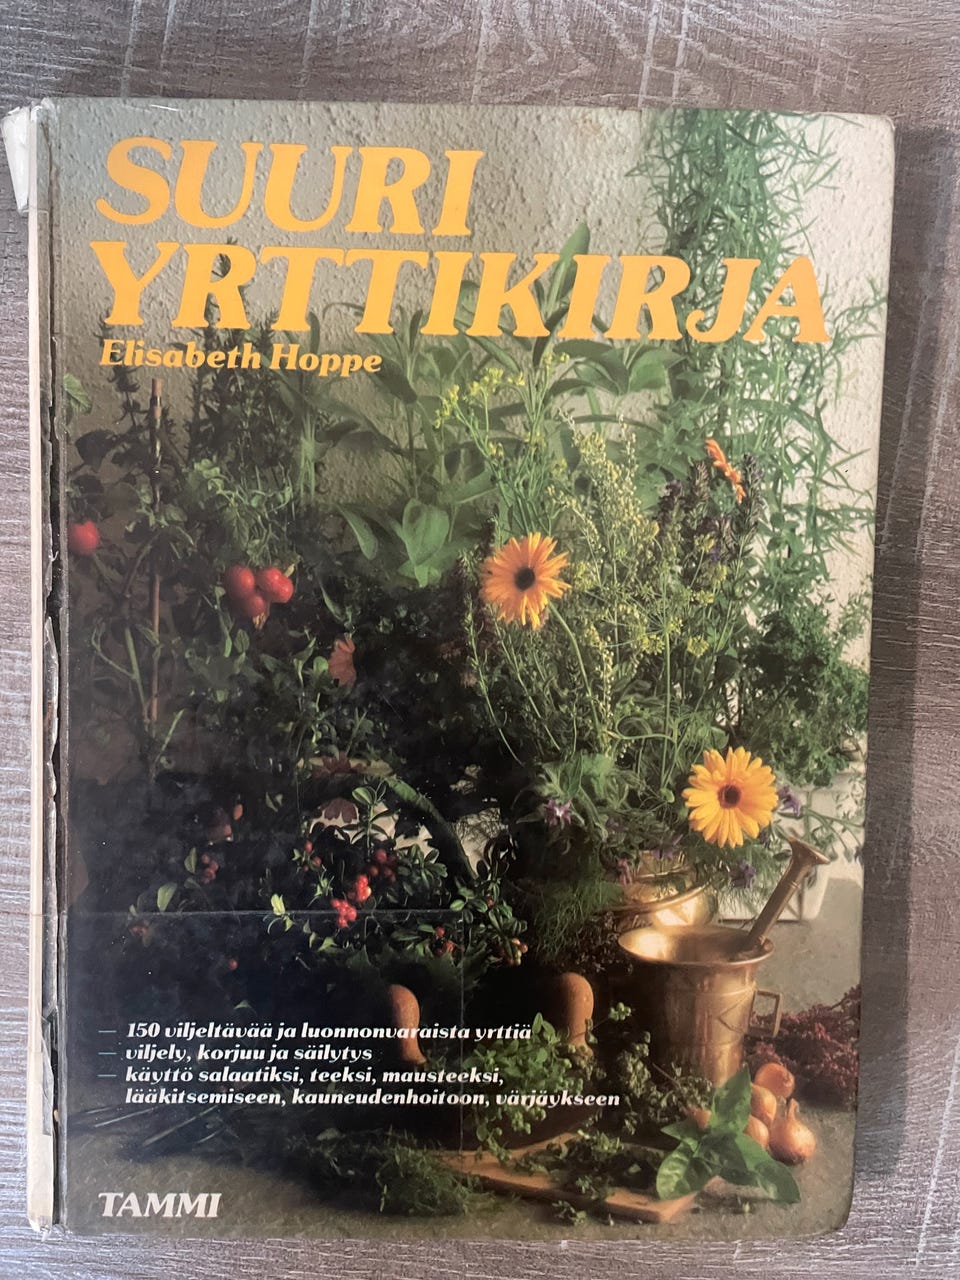 SUURI
YRTTIKIRJA
Elisabeth Hoppe
— 150 viljeltävää ja luonnonvaraista yrttiä
— viljely, korjuu ja säilytys
— käyttö salaatiksi, teeksi, mausteeksi,
lääkitsemiseen, kauneudenhoitoon, värjäykseen
TAMMI